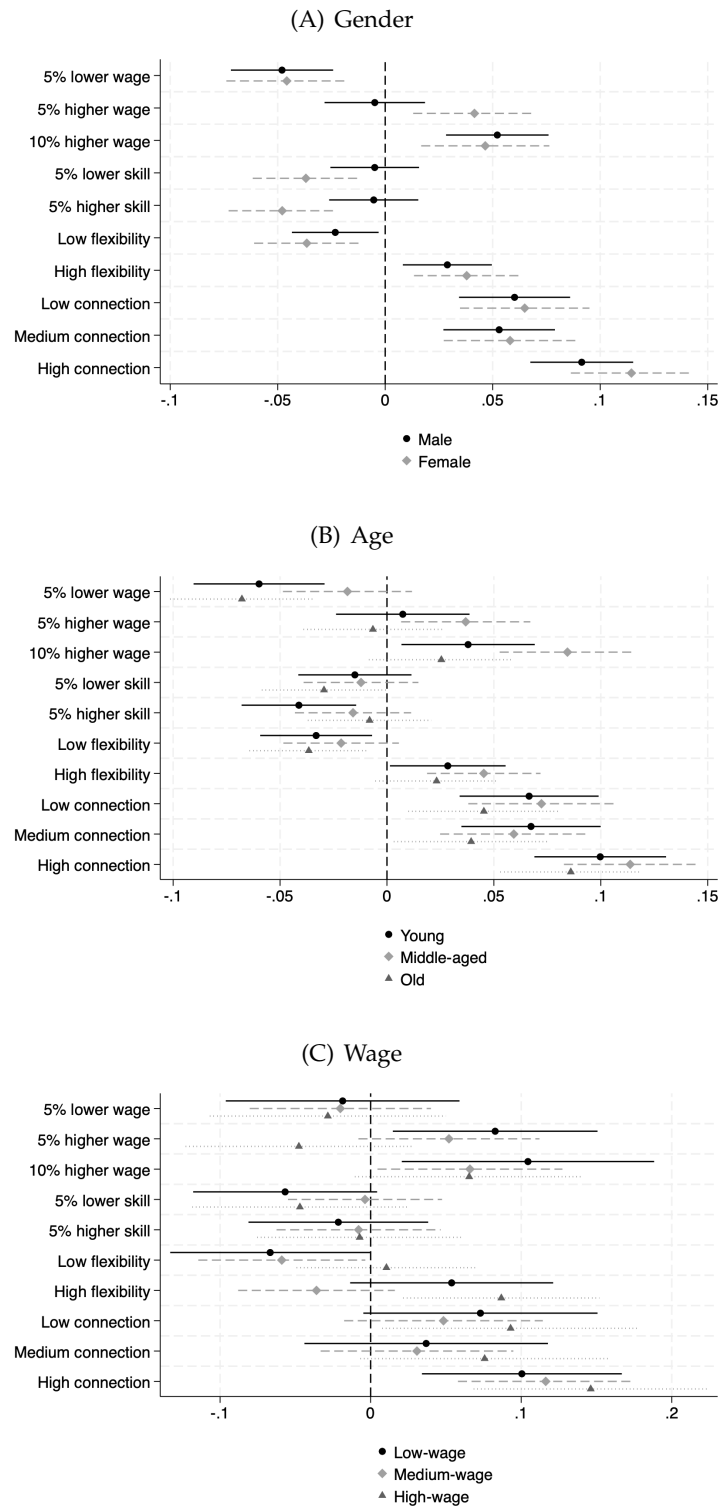 (A) Gender
5% lower wage
5% higher wage
10% higher wage
5% lower skill
5% higher skill
Low flexibility
High flexibility
Low connection
Medium connection
High connection
-.1 -.05 0 .05 .1 .15
Male
Female
(B) Age
5% lower wage
5% higher wage
10% higher wage
5% lower skill
5% higher skill
Low flexibility
High flexibility
Low connection
Medium connection
High connection
-.1 -.05 0 .05 .1 .15
Young
Middle-aged
Old
(C) Wage
5% lower wage
5% higher wage
10% higher wage
5% lower skill
5% higher skill
Low flexibility
High flexibility
Low connection
Medium connection
High connection
-.1 0 .1 .2
Low-wage
Medium-wage
High-wage